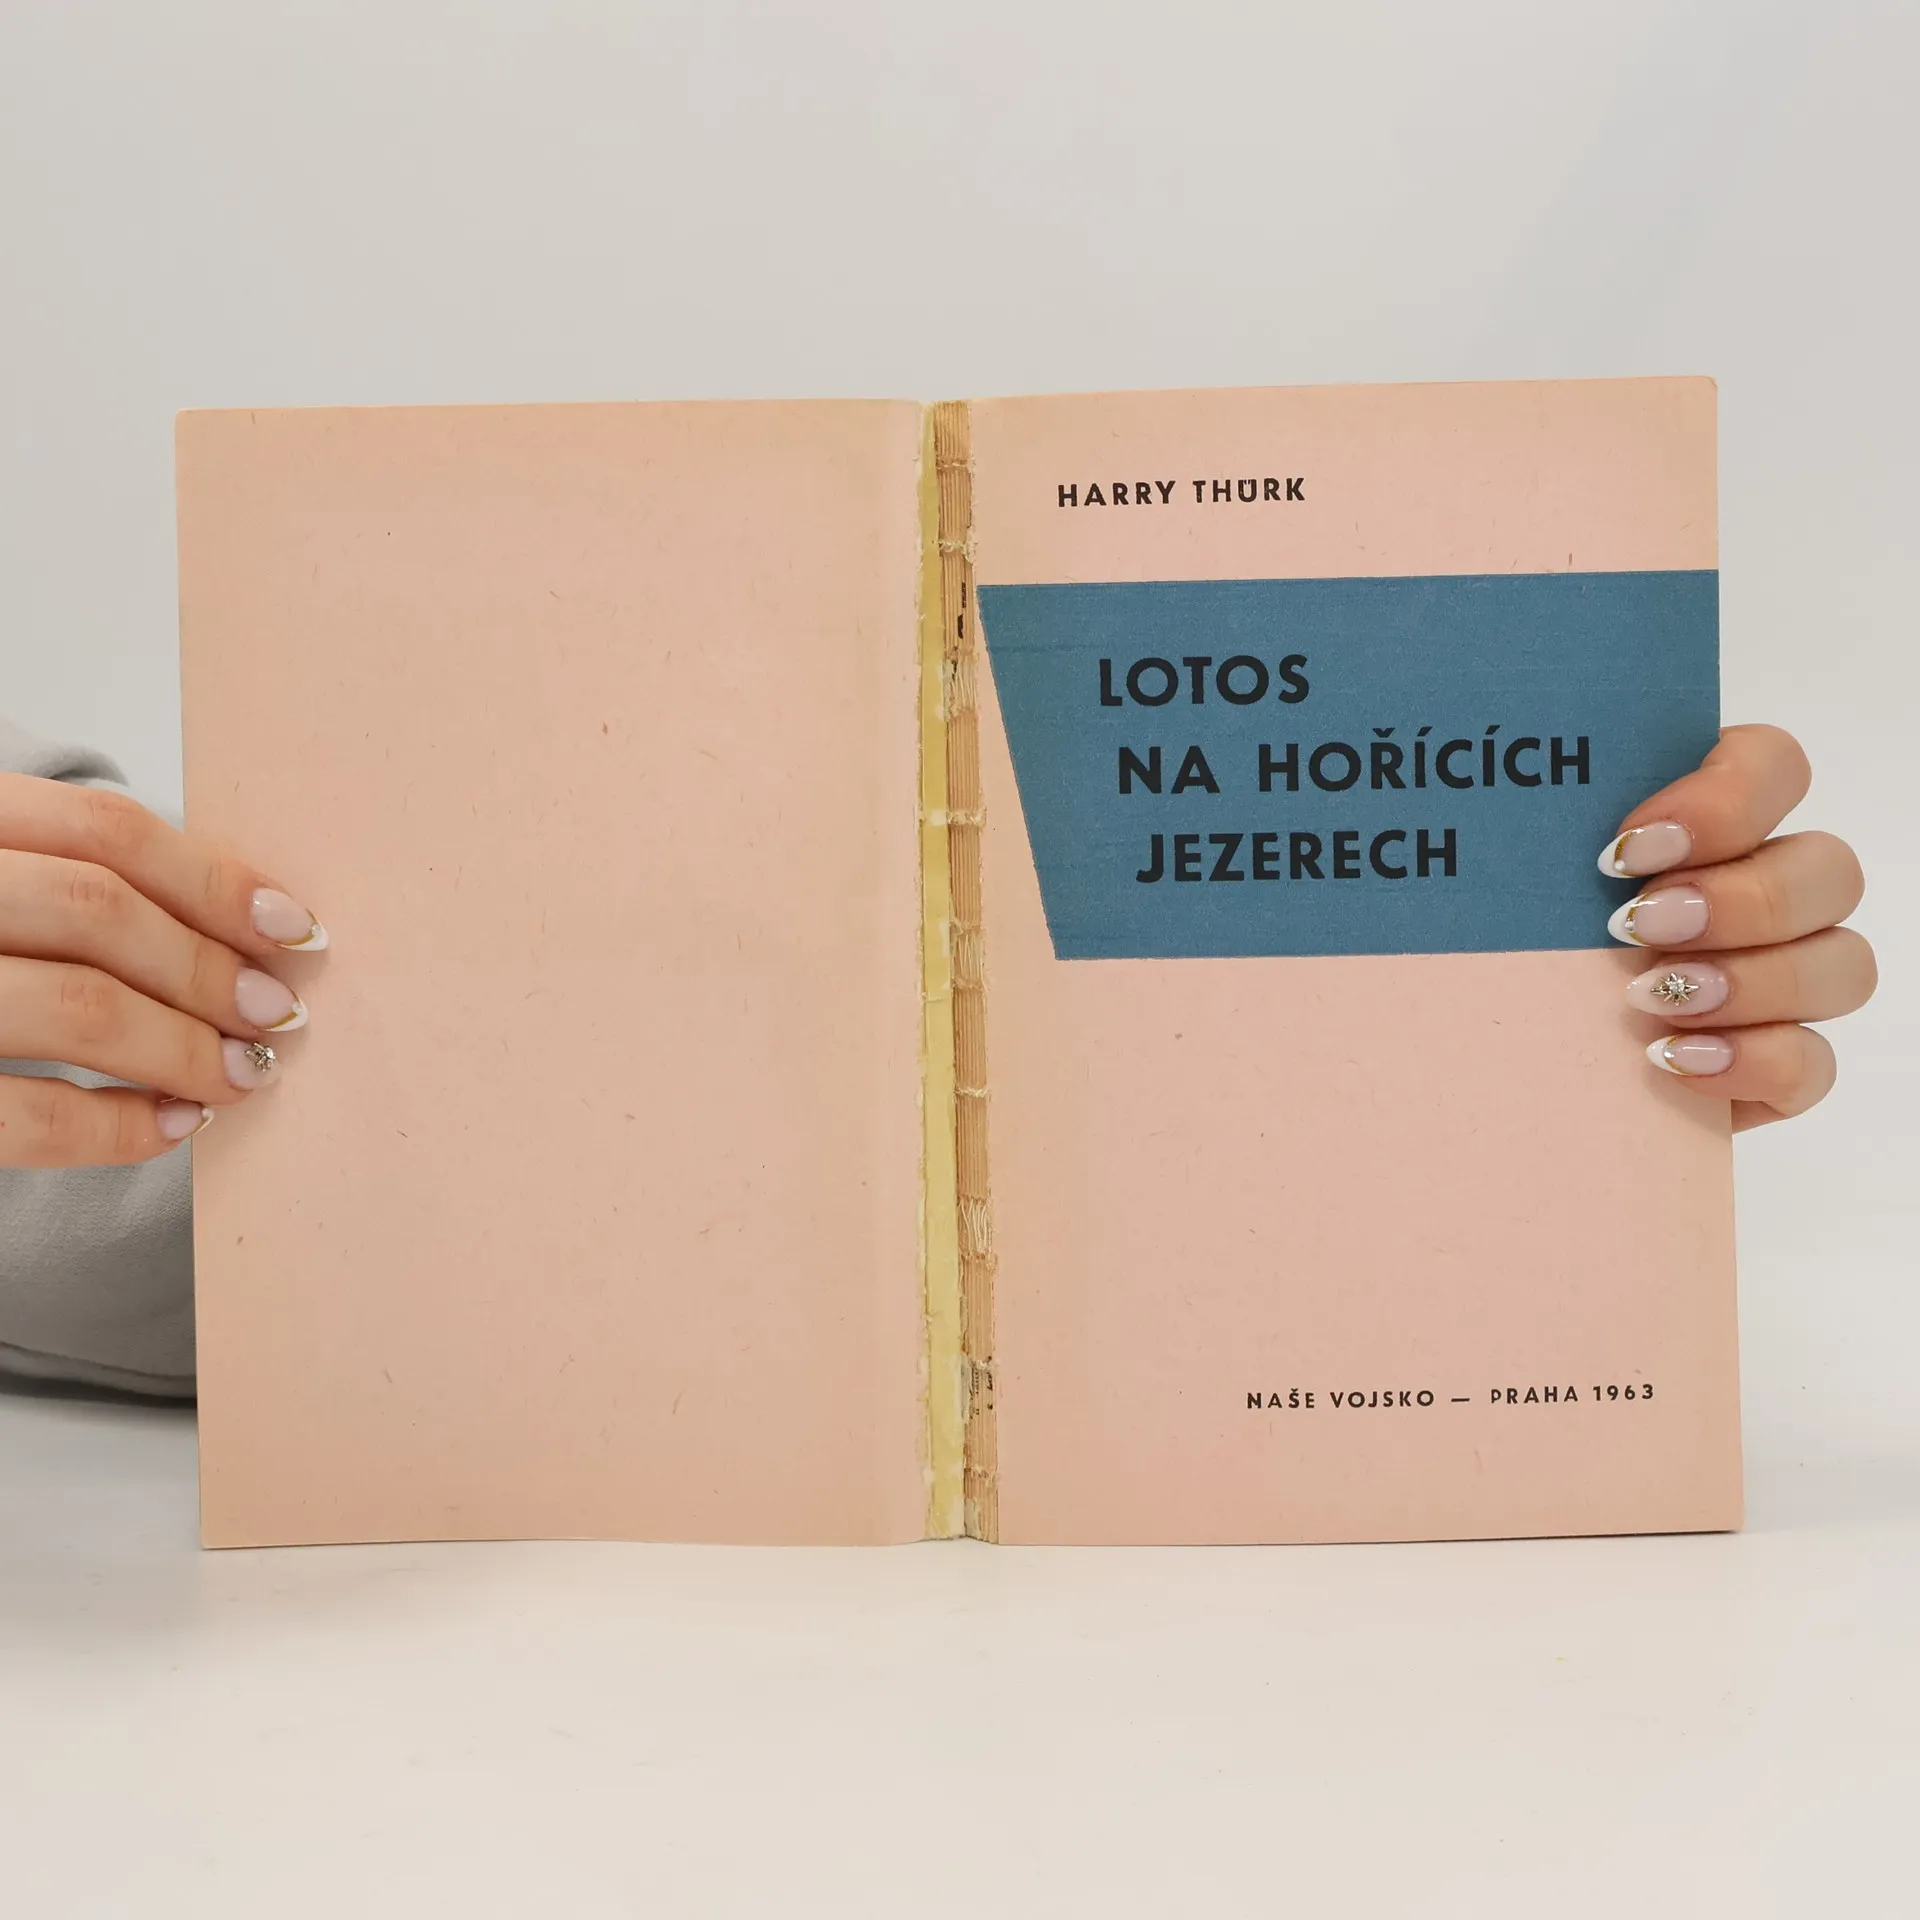 HARRY THÜRK
LOTOS
NA HOŘÍCÍCH
JEZERECH
NAŠE VOJSKO — PRAHA 1963